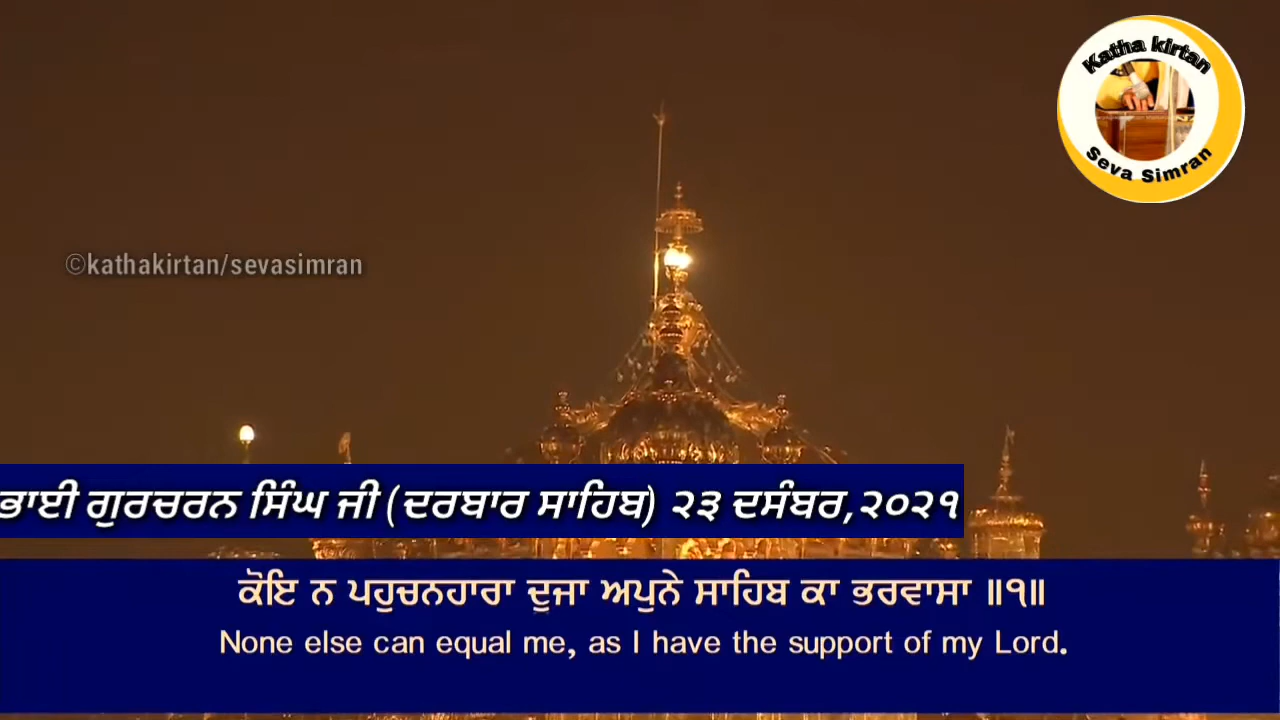 Katha kirtan
Seva Simran
©kathakirtan/sevasimran
ਭਾਈ ਗੁਰਚਰਨ ਸਿੰਘ ਜੀ (ਦਰਬਾਰ ਸਾਹਿਬ) ੨੩ ਦਸੰਬਰ,੨੦੨੧
ਕੋਇ ਨ ਪਹੁਚਨਹਾਰਾ ਦੂਜਾ ਅਪੁਨੇ ਸਾਹਿਬ ਕਾ ਭਰਵਾਸਾ ॥੧॥
None else can equal me, as I have the support of my Lord.